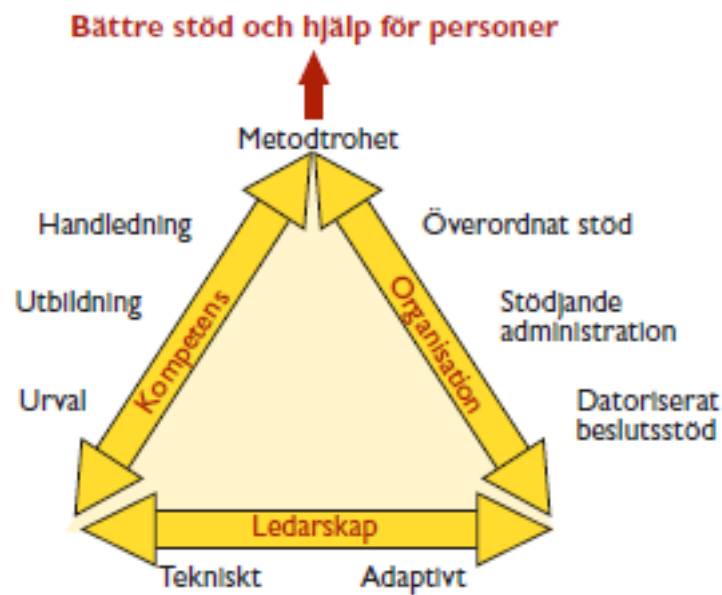 Bättre stöd och hjälp för personer
Metodtrohet
Handledning
Överordnat stöd
Utbildning
Stödjande
administration
Kompetens
Organisation
Urval
Datoriserat
beslutsstöd
Ledarskap
Tekniskt
Adaptivt